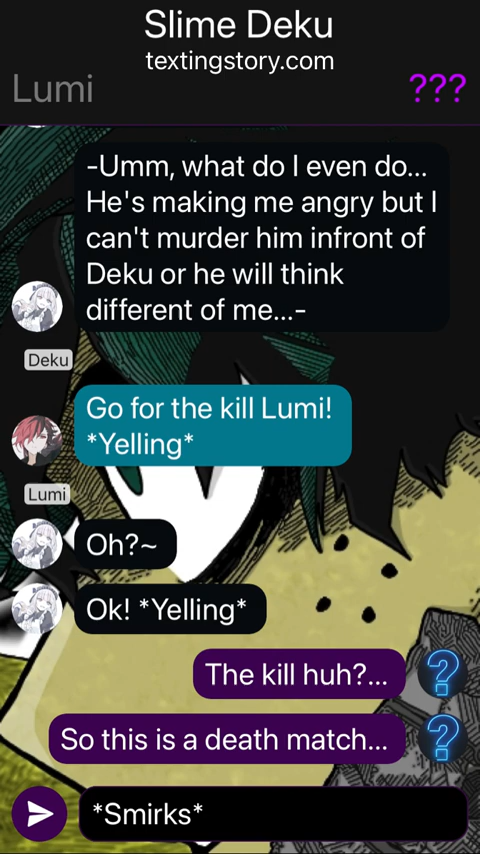 Slime Deku
textingstory.com
Lumi
???
-Umm, what do I even do...
He's making me angry but I
can't murder him infront of
Deku or he will think
different of me...-
Deku
Go for the kill Lumi!
*Yelling*
Lumi
Oh?~
Ok! *Yelling*
The kill huh?...
?
So this is a death match...
?
*Smirks*